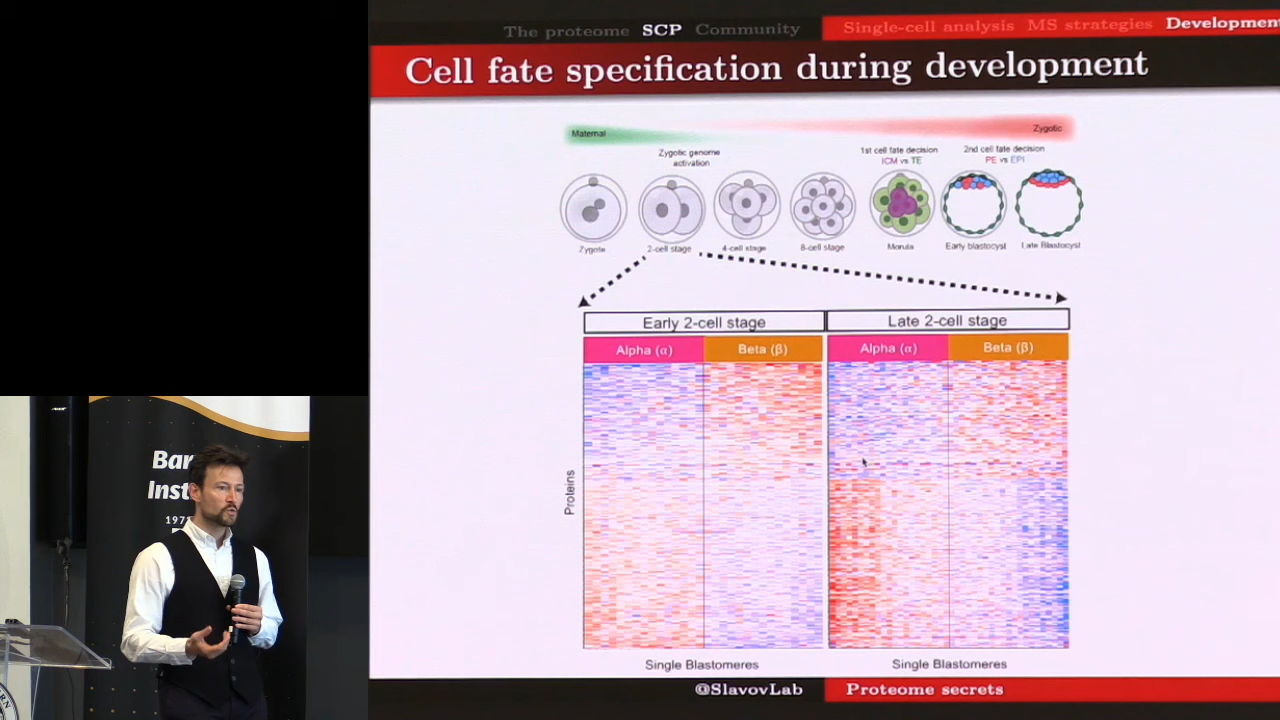 The proteome SCP Community Single-cell analysis MS strategies
Cell fate specification during development
Maternal
Zygotic
Zygotic genome
activation
1st cell fate decision
ICM vs TE
2nd cell fate decision
PE vs EPI
Zygote
2-cell stage
4-cell stage
8-cell stage
Morula
Early blastocyst
Late Blastocyst
Early 2-cell stage
Late 2-cell stage
Alpha (α)
Beta (β)
Alpha (α)
Beta (β)
Proteins
Single Blastomeres
Single Blastomeres
@SlavovLab
Proteome secrets